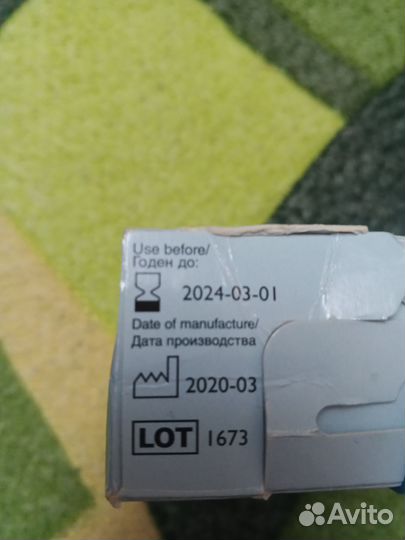 Use before/
Годен до:
2024-03-01
Date of manufacture/
Дата производства
2020-03
LOT 1673
Avito